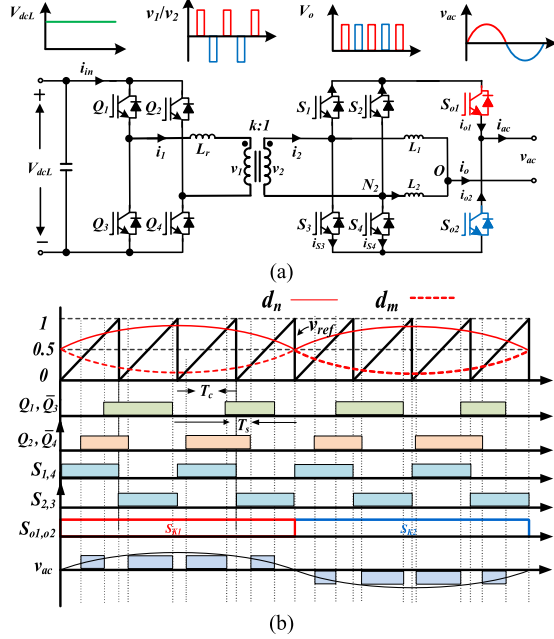 V_dcL
v_1/v_2
V_o
v_ac
+
i_in
Q_1
Q_2
k:1
S_1
S_2
S_o1
i_o1
i_ac
i_1
L_r
v_1
v_2
i_2
L_1
V_dcL
O
i_o
v_ac
N_2
L_2
i_o2
Q_3
Q_4
S_3
S_4
S_o2
i_S3
i_S4
−
(a)
d_n
d_m
1
0.5
0
v_ref
T_c
Q_1, Q̄_3
T_s
Q_2, Q̄_4
S_1,4
S_2,3
S_o1,o2
S_K1
S_K2
v_ac
(b)